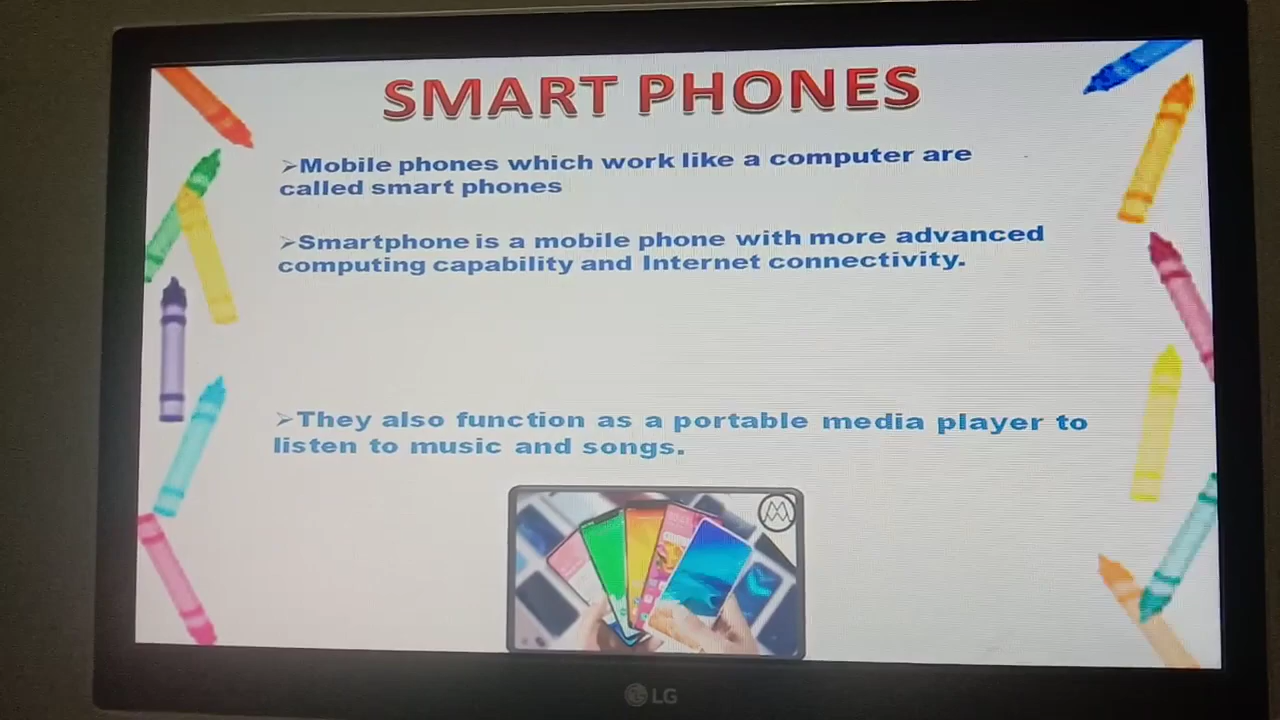 SMART PHONES
➢Mobile phones which work like a computer are
called smart phones
➢Smartphone is a mobile phone with more advanced
computing capability and Internet connectivity.
➢They also function as a portable media player to
listen to music and songs.
LG